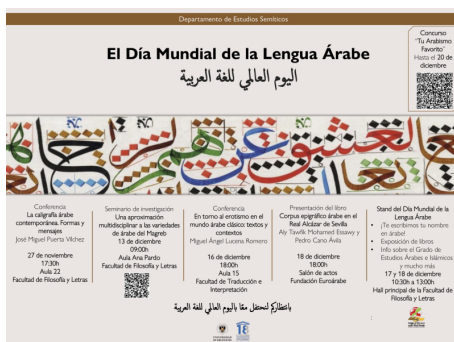 Departamento de Estudios Semíticos
El Día Mundial de la Lengua Árabe
اليوم العالمي للغة العربية
Concurso
"Tu Arabismo
Favorito"
Hasta el 20 de
diciembre
Conferencia
La caligrafía árabe
contemporánea. Formas y
mensajes
José Miguel Puerta Vílchez
27 de noviembre
17:30h
Aula 22
Facultad de Filosofía y Letras
Seminario de investigación
Una aproximación
multidisciplinar a las variedades
de árabe del Magreb
13 de diciembre
09:00h
Aula Ana Pardo
Facultad de Filosofía y Letras
Conferencia
En torno al erotismo en el
mundo árabe clásico: textos y
contextos
Miguel Ángel Lucena Romero
16 de diciembre
18:00h
Aula 15
Facultad de Traducción e
Interpretación
Presentación del libro
Corpus epigráfico árabe en el
Real Alcázar de Sevilla
Aly Tawfik Mohamed Essawy y
Pedro Cano Ávila
18 de diciembre
18:00h
Salón de actos
Fundación Euroárabe
Stand del Día Mundial de la
Lengua Árabe
• ¡Te escribimos tu nombre
en árabe!
• Exposición de libros
• Info sobre el Grado de
Estudios Árabes e Islámicos
y mucho más
17 y 18 de diciembre
10:30h a 13:00h
Hall principal de la Facultad de
Filosofía y Letras
بانتظاركم لنحتفل معًا باليوم العالمي للغة العربية